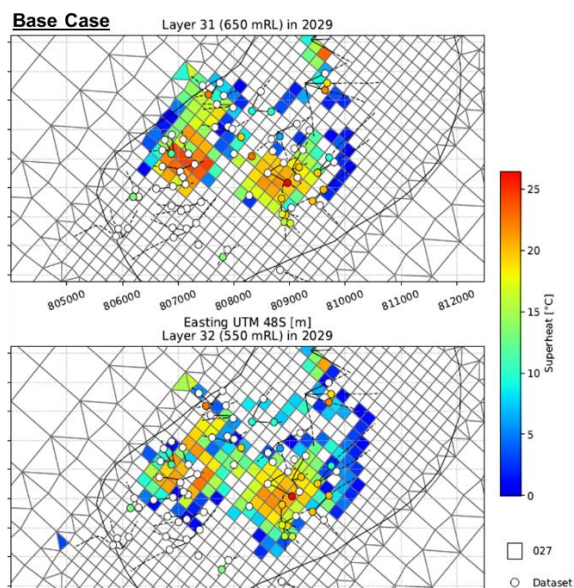 Base Case
Layer 31 (650 mRL) in 2029
805000 806000 807000 808000 809000 810000 811000 812000
Easting UTM 48S [m]
Layer 32 (550 mRL) in 2029
25
20
15
10
5
0
Superheat [°C]
027
Dataset